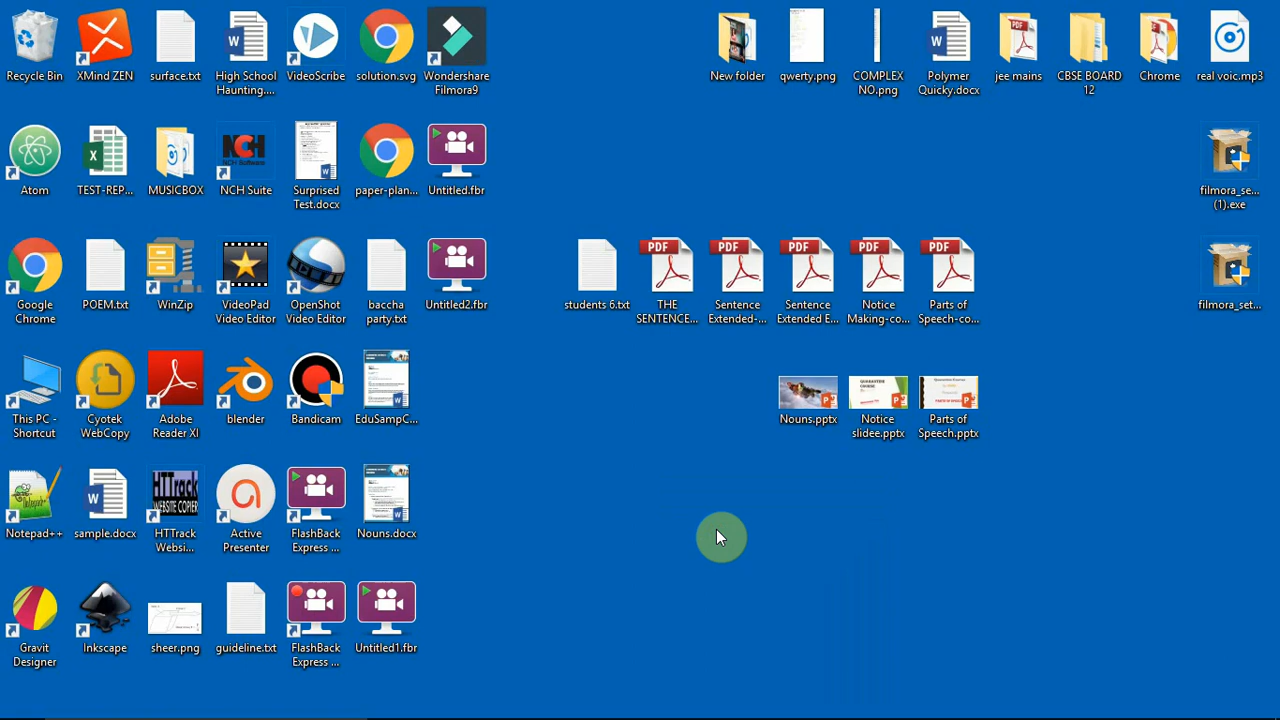 Recycle Bin
XMind ZEN
surface.txt
High School
Haunting....
VideoScribe
solution.svg
Wondershare
Filmora9
New folder
qwerty.png
COMPLEX
NO.png
Polymer
Quicky.docx
jee mains
CBSE BOARD
12
Chrome
real voic.mp3
Atom
TEST-REP...
MUSICBOX
NCH Suite
Surprised
Test.docx
paper-plan...
Untitled.fbr
filmora_se...
(1).exe
Google
Chrome
POEM.txt
WinZip
VideoPad
Video Editor
OpenShot
Video Editor
baccha
party.txt
Untitled2.fbr
students 6.txt
THE
SENTENCE...
Sentence
Extended-...
Sentence
Extended E...
Notice
Making-co...
Parts of
Speech-co...
filmora_set...
This PC -
Shortcut
Cyotek
WebCopy
Adobe
Reader XI
blender
Bandicam
EduSampC...
Nouns.pptx
Notice
slidee.pptx
Parts of
Speech.pptx
Notepad++
sample.docx
HTTrack
Websi...
Active
Presenter
FlashBack
Express ...
Nouns.docx
Gravit
Designer
Inkscape
sheer.png
guideline.txt
FlashBack
Express ...
Untitled1.fbr